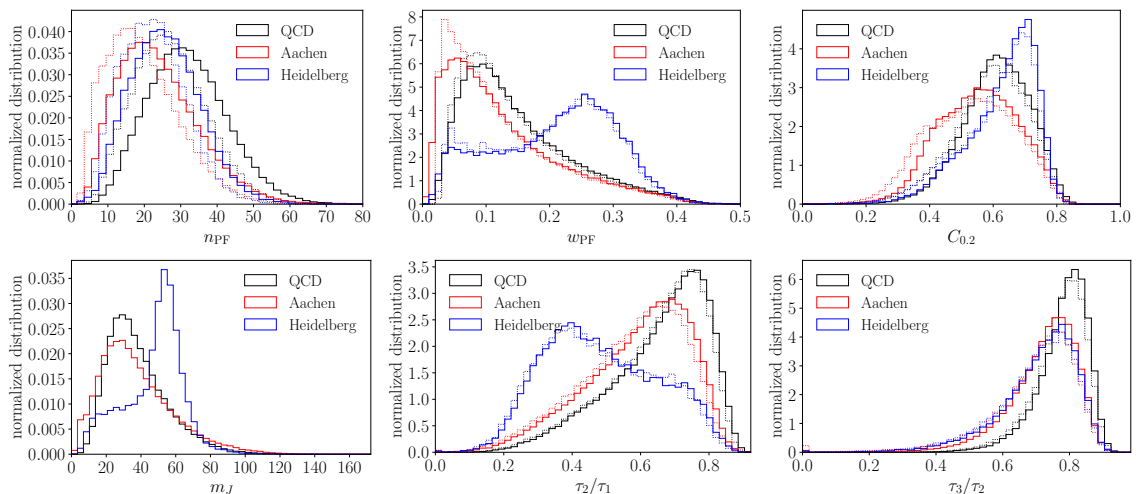 normalized distribution
0.040
0.035
0.030
0.025
0.020
0.015
0.010
0.005
0.000
QCD
Aachen
Heidelberg
0 10 20 30 40 50 60 70 80
n_PF
normalized distribution
8
7
6
5
4
3
2
1
0
QCD
Aachen
Heidelberg
0.0 0.1 0.2 0.3 0.4 0.5
w_PF
normalized distribution
4
3
2
1
0
QCD
Aachen
Heidelberg
0.0 0.2 0.4 0.6 0.8 1.0
C_0.2
normalized distribution
0.035
0.030
0.025
0.020
0.015
0.010
0.005
0.000
QCD
Aachen
Heidelberg
0 20 40 60 80 100 120 140 160
m_J
normalized distribution
3.5
3.0
2.5
2.0
1.5
1.0
0.5
0.0
QCD
Aachen
Heidelberg
0.0 0.2 0.4 0.6 0.8
τ2/τ1
normalized distribution
6
5
4
3
2
1
0
QCD
Aachen
Heidelberg
0.0 0.2 0.4 0.6 0.8
τ3/τ2